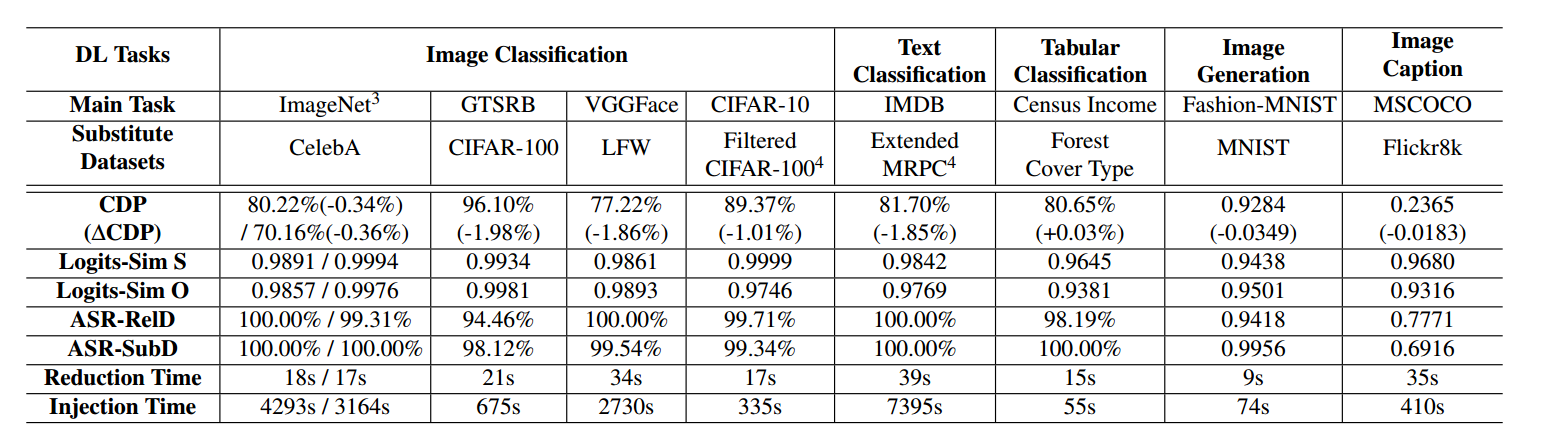 DL Tasks Image Classification Text Classification Tabular Classification Image Generation Image Caption
Main Task ImageNet3 GTSRB VGGFace CIFAR-10 IMDB Census Income Fashion-MNIST MSCOCO
Substitute Datasets CelebA CIFAR-100 LFW Filtered CIFAR-1004 Extended MRPC4 Forest Cover Type MNIST Flickr8k
CDP 80.22%(-0.34%) 96.10% 77.22% 89.37% 81.70% 80.65% 0.9284 0.2365
(ΔCDP) / 70.16%(-0.36%) (-1.98%) (-1.86%) (-1.01%) (-1.85%) (+0.03%) (-0.0349) (-0.0183)
Logits-Sim S 0.9891 / 0.9994 0.9934 0.9861 0.9999 0.9842 0.9645 0.9438 0.9680
Logits-Sim O 0.9857 / 0.9976 0.9981 0.9893 0.9746 0.9769 0.9381 0.9501 0.9316
ASR-RelD 100.00% / 99.31% 94.46% 100.00% 99.71% 100.00% 98.19% 0.9418 0.7771
ASR-SubD 100.00% / 100.00% 98.12% 99.54% 99.34% 100.00% 100.00% 0.9956 0.6916
Reduction Time 18s / 17s 21s 34s 17s 39s 15s 9s 35s
Injection Time 4293s / 3164s 675s 2730s 335s 7395s 55s 74s 410s